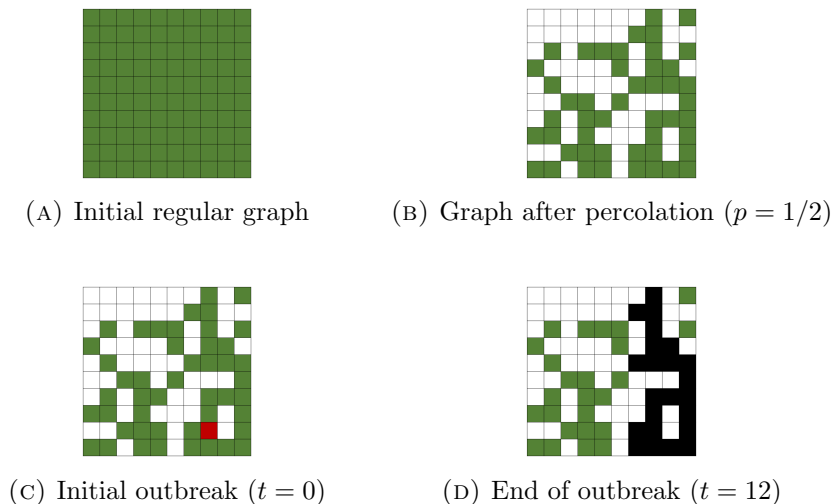 (A) Initial regular graph
(B) Graph after percolation (p = 1/2)
(C) Initial outbreak (t = 0)
(D) End of outbreak (t = 12)